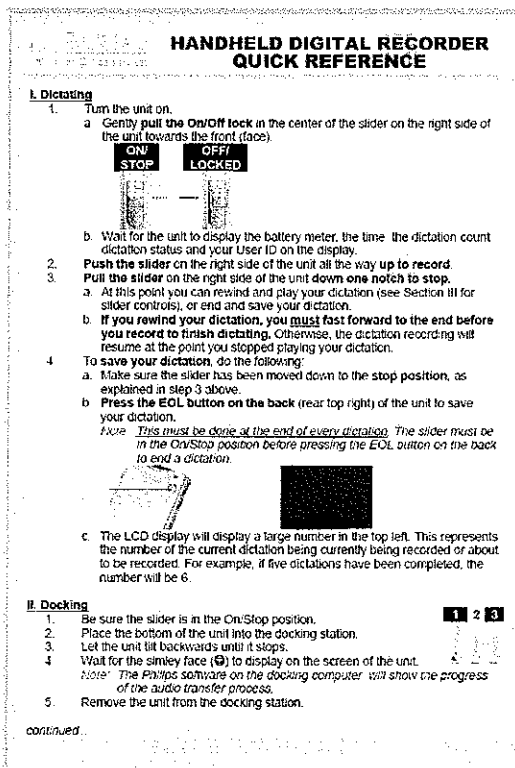 HANDHELD DIGITAL RECORDER
QUICK REFERENCE
I. Dictating
1. Turn the unit on.
a Gently pull the On/Off lock in the center of the slider on the right side of
the unit towards the front (face).
ON/
STOP
OFF/
LOCKED
b. Wait for the unit to display the battery meter, the time the dictation count
dictation status and your User ID on the display.
2. Push the slider on the right side of the unit all the way up to record.
3. Pull the slider on the right side of the unit down one notch to stop.
a. At this point you can rewind and play your dictation (see Section III for
slider controls), or end and save your dictation.
b. If you rewind your dictation, you must fast forward to the end before
you record to finish dictating. Otherwise, the dictation recording will
resume at the point you stopped playing your dictation.
4 To save your dictation, do the following:
a. Make sure the slider has been moved down to the stop position, as
explained in step 3 above.
b Press the EOL button on the back (rear top right) of the unit to save
your dictation.
Note This must be done at the end of every dictation. The slider must be
in the On/Stop position before pressing the EOL button on the back
to end a dictation.
c. The LCD display will display a large number in the top left. This represents
the number of the current dictation being currently being recorded or about
to be recorded. For example, if five dictations have been completed, the
number will be 6.
II. Docking
1. Be sure the slider is in the On/Stop position.
1 2 3
2. Place the bottom of the unit into the docking station.
3. Let the unit tilt backwards until it stops.
4 Wait for the simley face (☻) to display on the screen of the unit.
Note: The Philips software on the docking computer will show the progress
of the audio transfer process.
5. Remove the unit from the docking station.
continued...